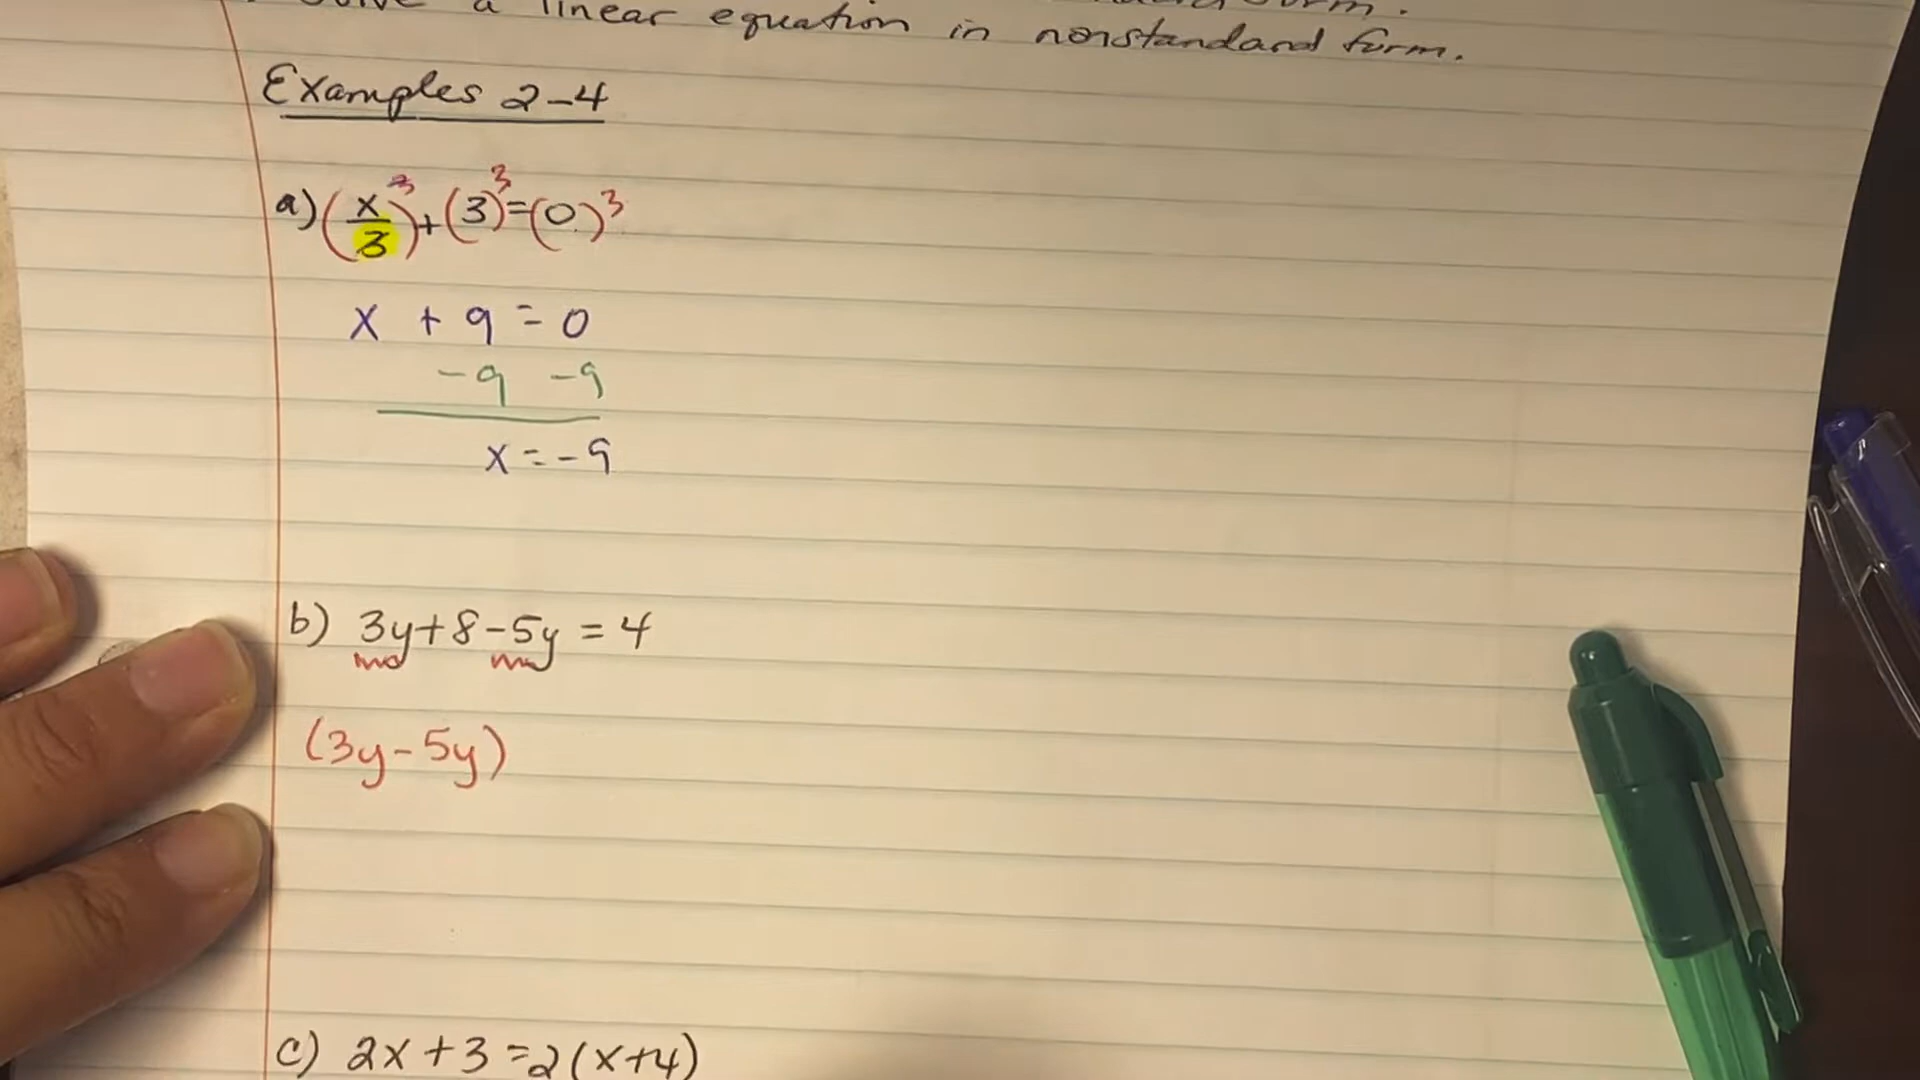 a linear equation in nonstandard form.
Examples 2-4
a) (x/3)³ + (3)³ = (0)³
x + 9 = 0
-9 -9
x = -9
b) 3y+8-5y = 4
(3y-5y)
c) 2x+3=2(x+4)